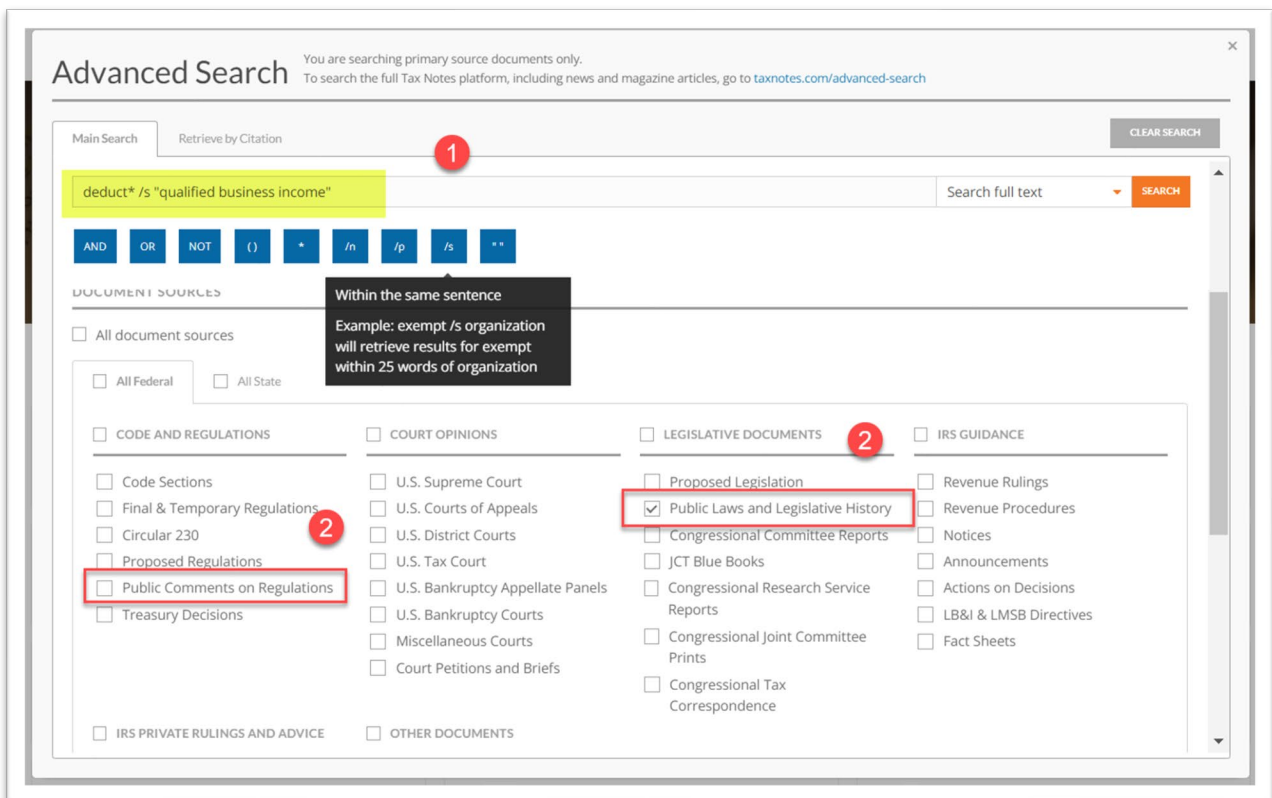 Advanced Search
You are searching primary source documents only.
To search the full Tax Notes platform, including news and magazine articles, go to taxnotes.com/advanced-search
×
Main Search
Retrieve by Citation
1
CLEAR SEARCH
deduct* /s "qualified business income"
Search full text
SEARCH
AND
OR
NOT
( )
*
/n
/p
/s
" "
DOCUMENT SOURCES
Within the same sentence
Example: exempt /s organization
will retrieve results for exempt
within 25 words of organization
All document sources
All Federal
All State
CODE AND REGULATIONS
Code Sections
Final & Temporary Regulations
2
Circular 230
Proposed Regulations
Public Comments on Regulations
Treasury Decisions
COURT OPINIONS
U.S. Supreme Court
U.S. Courts of Appeals
U.S. District Courts
U.S. Tax Court
U.S. Bankruptcy Appellate Panels
U.S. Bankruptcy Courts
Miscellaneous Courts
Court Petitions and Briefs
LEGISLATIVE DOCUMENTS
2
Proposed Legislation
Public Laws and Legislative History
Congressional Committee Reports
JCT Blue Books
Congressional Research Service
Reports
Congressional Joint Committee
Prints
Congressional Tax
Correspondence
IRS GUIDANCE
Revenue Rulings
Revenue Procedures
Notices
Announcements
Actions on Decisions
LB&I & LMSB Directives
Fact Sheets
IRS PRIVATE RULINGS AND ADVICE
OTHER DOCUMENTS